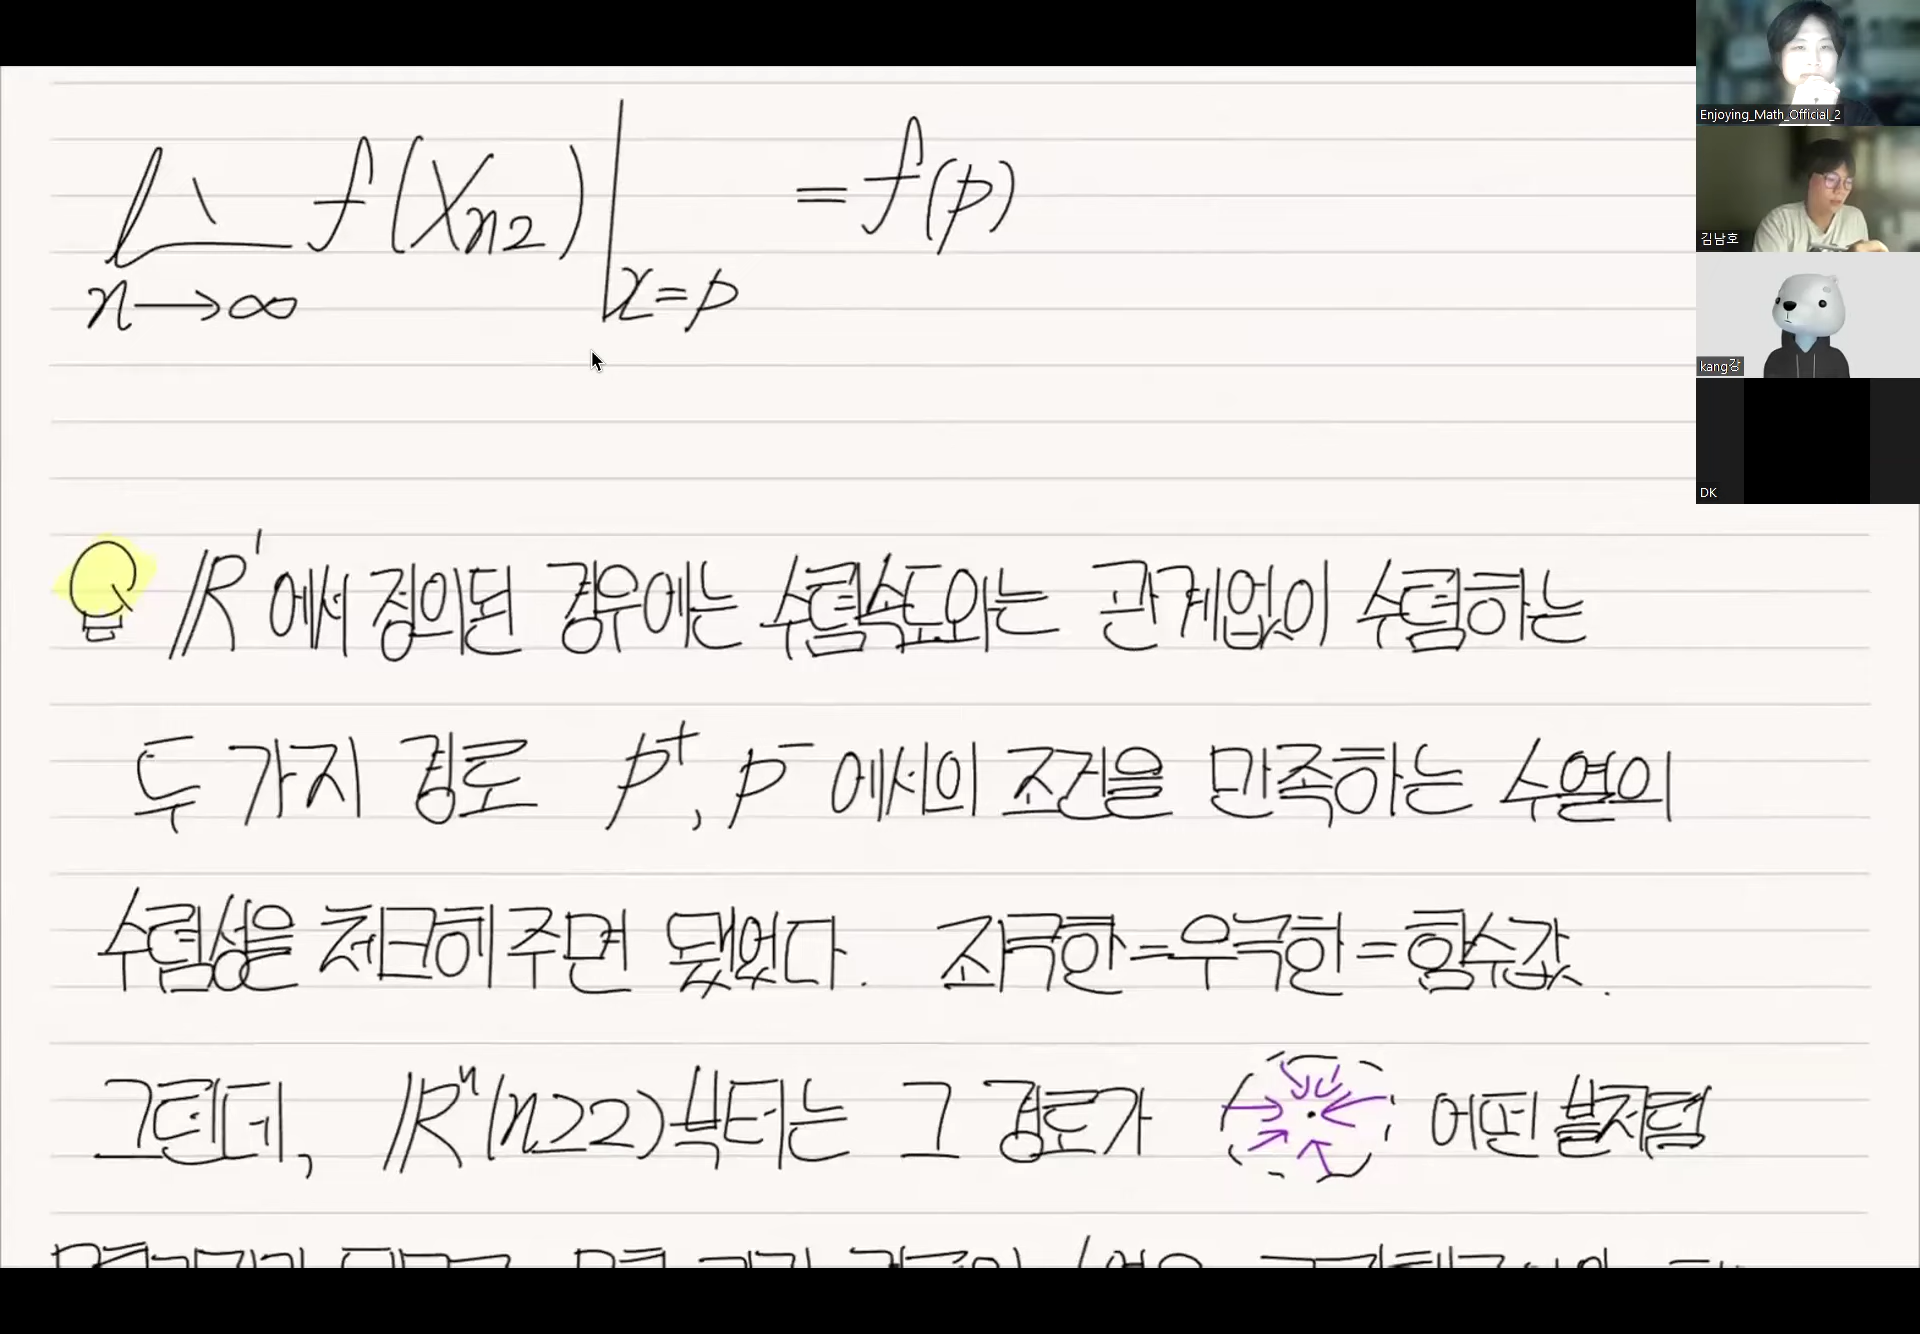 lim f(x_{n2})|_{x=p} = f(p)
n→∞
R¹에서 정의된 경우에는 수렴속도와는 관계없이 수렴하는
두 가지 경로 p⁺, p⁻에서의 조건을 만족하는 수열의
수렴성을 체크해주면 됐었다. 좌극한=우극한=함수값.
그런데, Rⁿ(n≥2)부터는 그 경로가 어떤 볼처럼
Enjoying_Math_Official_2
김남호
kang강
DK